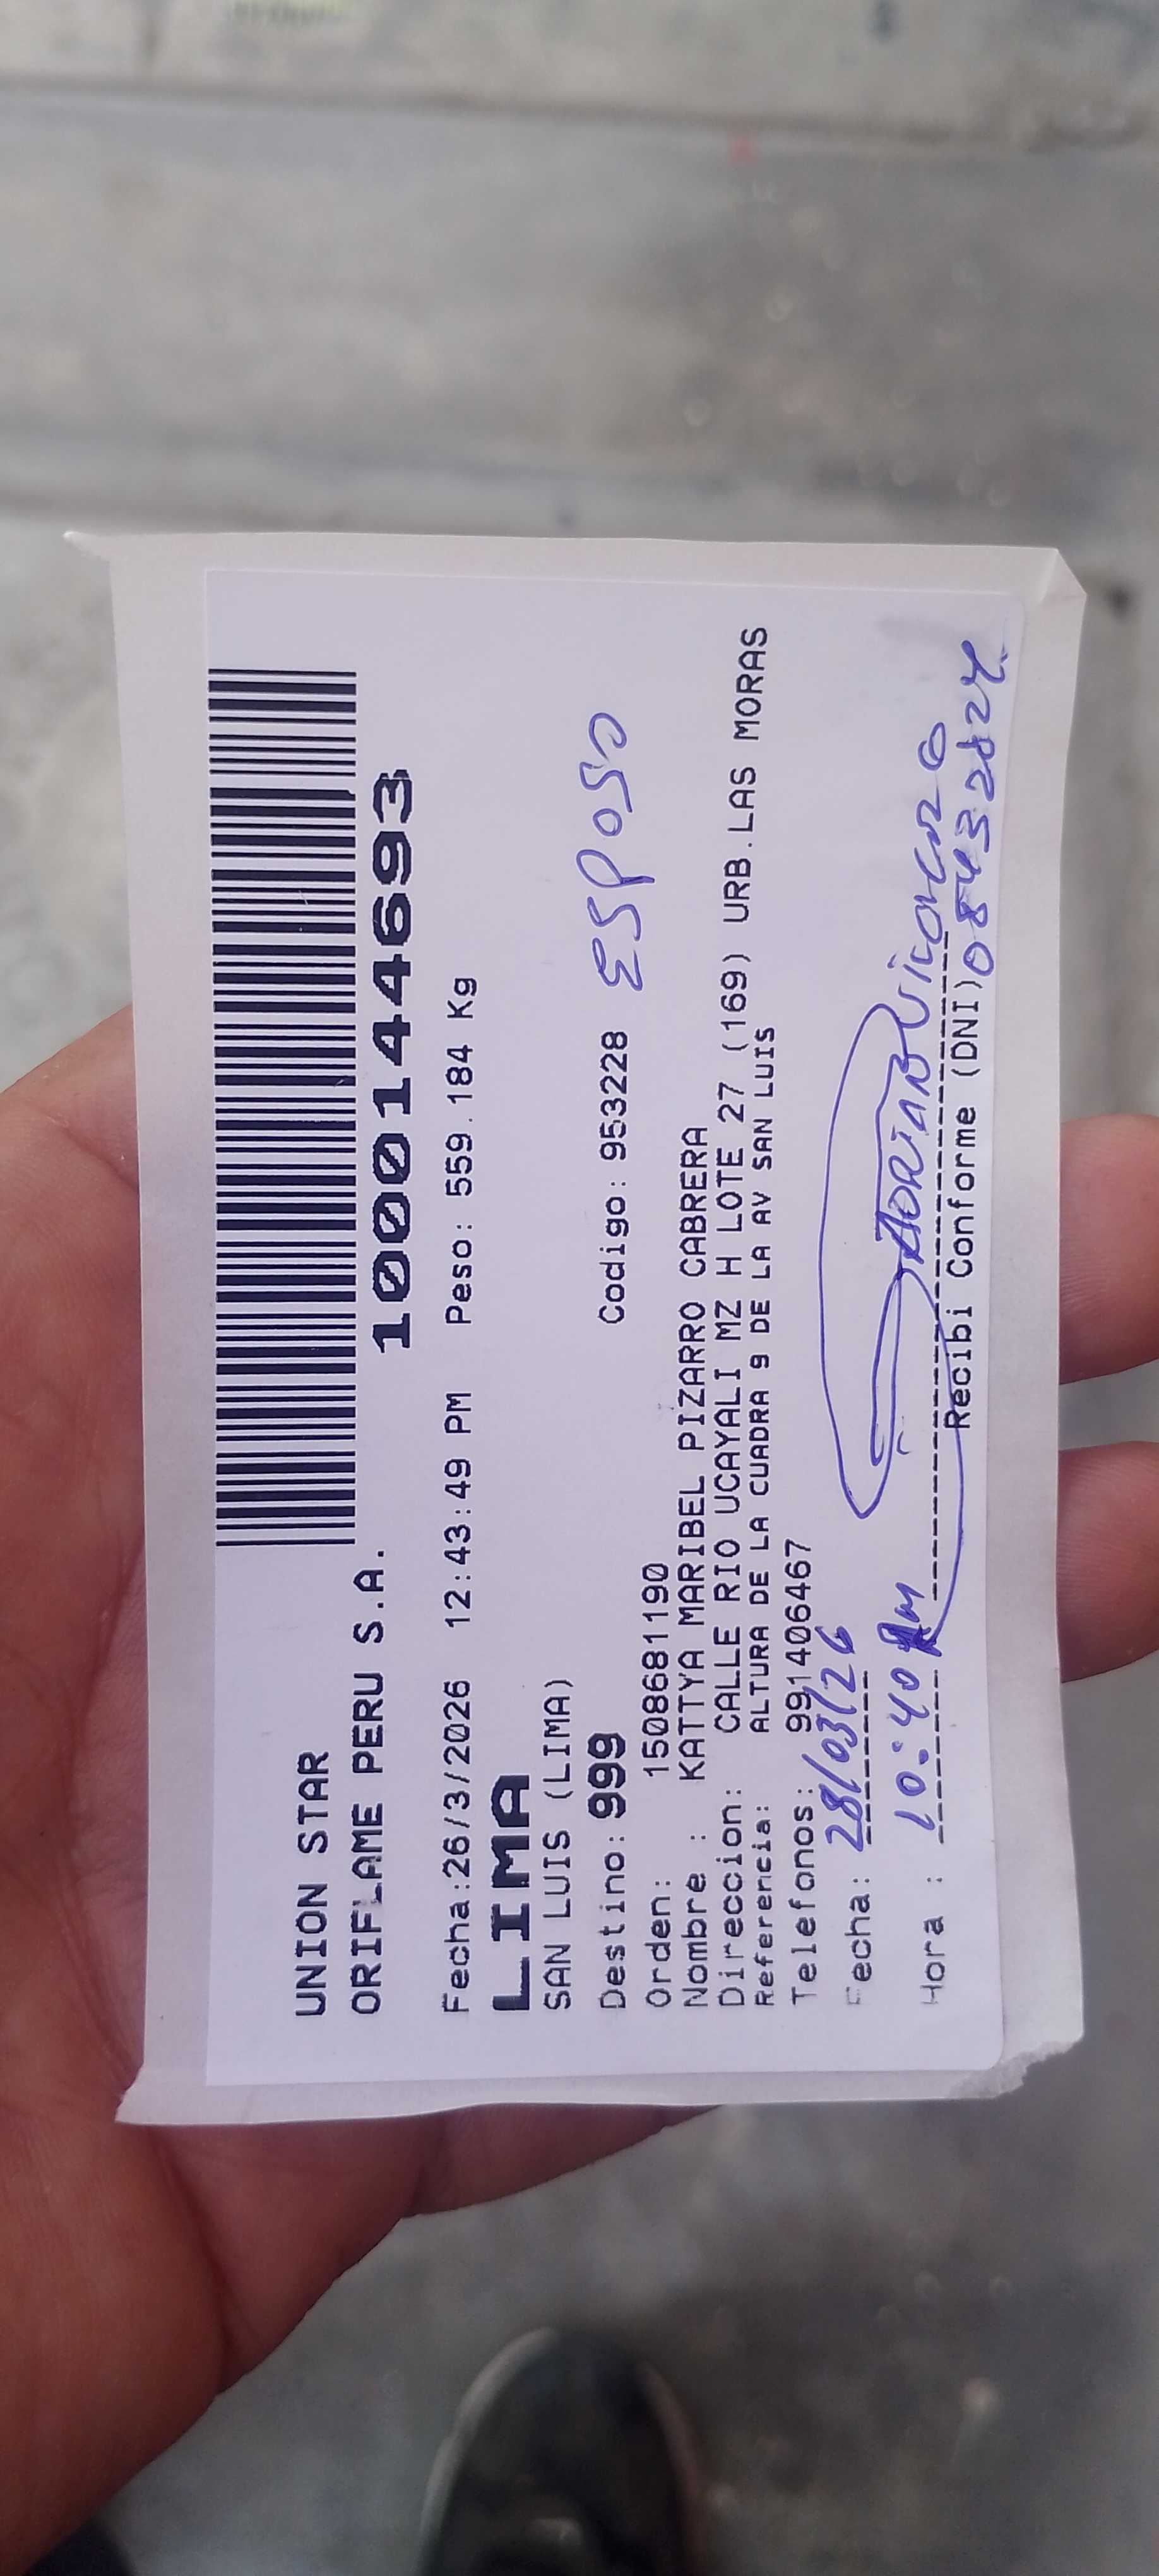 UNION STAR
ORIFLAME PERU S.A.
1000144693
Fecha:26/3/2026 12:43:49 PM Peso: 559.184 Kg
LIMA
SAN LUIS (LIMA)
Destino: 999 Codigo: 953228 ESPOSO
Orden: 1508681190
Nombre : KATTYA MARIBEL PIZARRO CABRERA
Direccion: CALLE RIO UCAYALI MZ H LOTE 27 (169) URB.LAS MORAS
Referencia: ALTURA DE LA CUADRA 9 DE LA AV SAN LUIS
Telefonos: 991406467
Fecha: 28/03/26
Hora : 10:40 Am
Recibi Conforme (DNI)